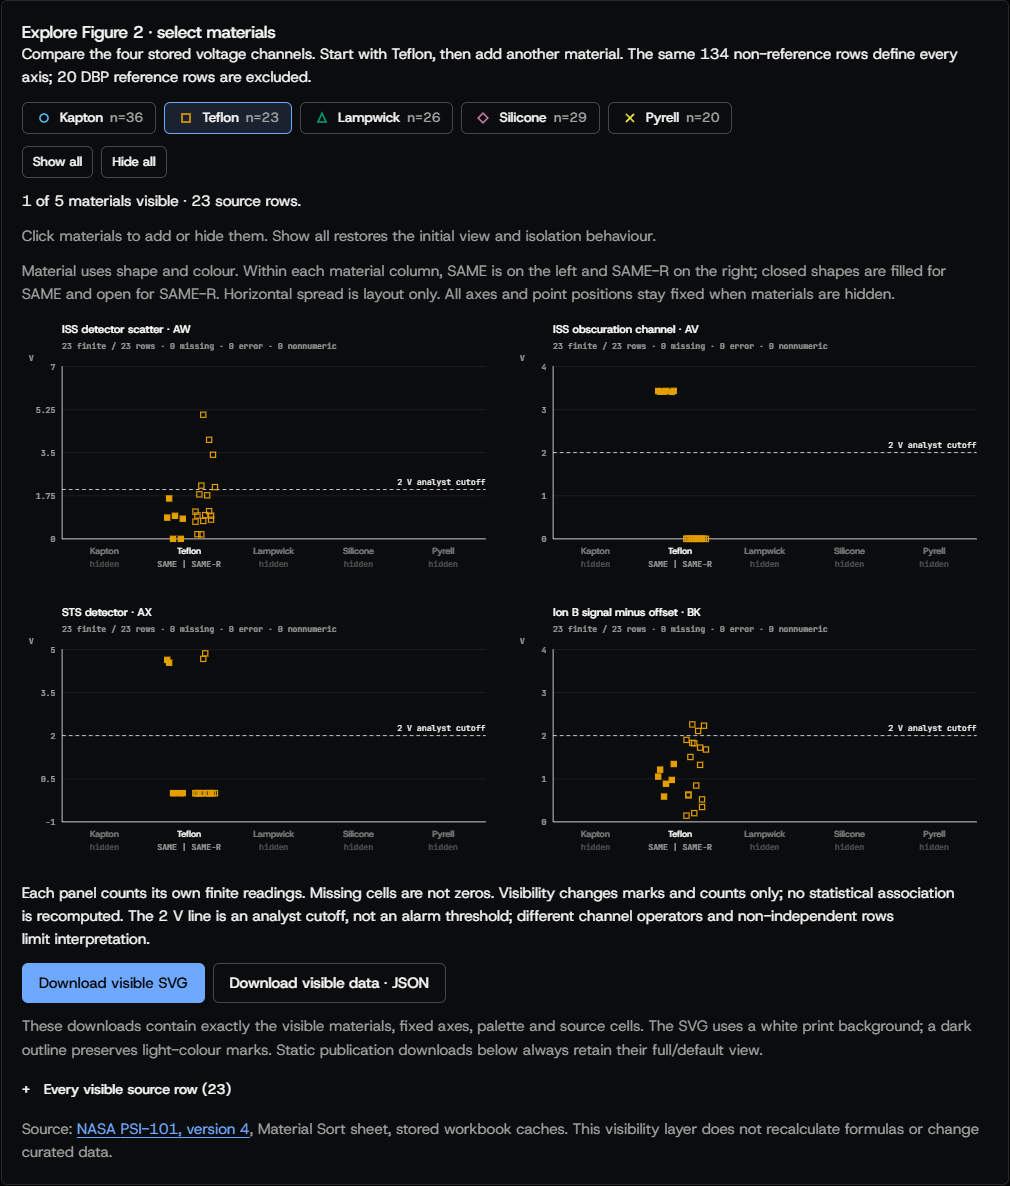 Explore Figure 2 · select materials
Compare the four stored voltage channels. Start with Teflon, then add another material. The same 134 non-reference rows define every
axis; 20 DBP reference rows are excluded.
Kapton n=36
Teflon n=23
Lampwick n=26
Silicone n=29
Pyrell n=20
Show all
Hide all
1 of 5 materials visible · 23 source rows.
Click materials to add or hide them. Show all restores the initial view and isolation behaviour.
Material uses shape and colour. Within each material column, SAME is on the left and SAME-R on the right; closed shapes are filled for
SAME and open for SAME-R. Horizontal spread is layout only. All axes and point positions stay fixed when materials are hidden.
ISS detector scatter · AW
23 finite / 23 rows · 0 missing · 0 error · 0 nonnumeric
V
7
5.25
3.5
2 V analyst cutoff
1.75
0
Kapton Teflon Lampwick Silicone Pyrell
hidden SAME | SAME-R hidden hidden hidden
ISS obscuration channel · AV
23 finite / 23 rows · 0 missing · 0 error · 0 nonnumeric
V
4
3
2 V analyst cutoff
2
1
0
Kapton Teflon Lampwick Silicone Pyrell
hidden SAME | SAME-R hidden hidden hidden
STS detector · AX
23 finite / 23 rows · 0 missing · 0 error · 0 nonnumeric
V
5
3.5
2 V analyst cutoff
2
0.5
-1
Kapton Teflon Lampwick Silicone Pyrell
hidden SAME | SAME-R hidden hidden hidden
Ion B signal minus offset · BK
23 finite / 23 rows · 0 missing · 0 error · 0 nonnumeric
V
4
3
2 V analyst cutoff
2
1
0
Kapton Teflon Lampwick Silicone Pyrell
hidden SAME | SAME-R hidden hidden hidden
Each panel counts its own finite readings. Missing cells are not zeros. Visibility changes marks and counts only; no statistical association
is recomputed. The 2 V line is an analyst cutoff, not an alarm threshold; different channel operators and non-independent rows
limit interpretation.
Download visible SVG
Download visible data · JSON
These downloads contain exactly the visible materials, fixed axes, palette and source cells. The SVG uses a white print background; a dark
outline preserves light-colour marks. Static publication downloads below always retain their full/default view.
+ Every visible source row (23)
Source: NASA PSI-101, version 4, Material Sort sheet, stored workbook caches. This visibility layer does not recalculate formulas or change
curated data.